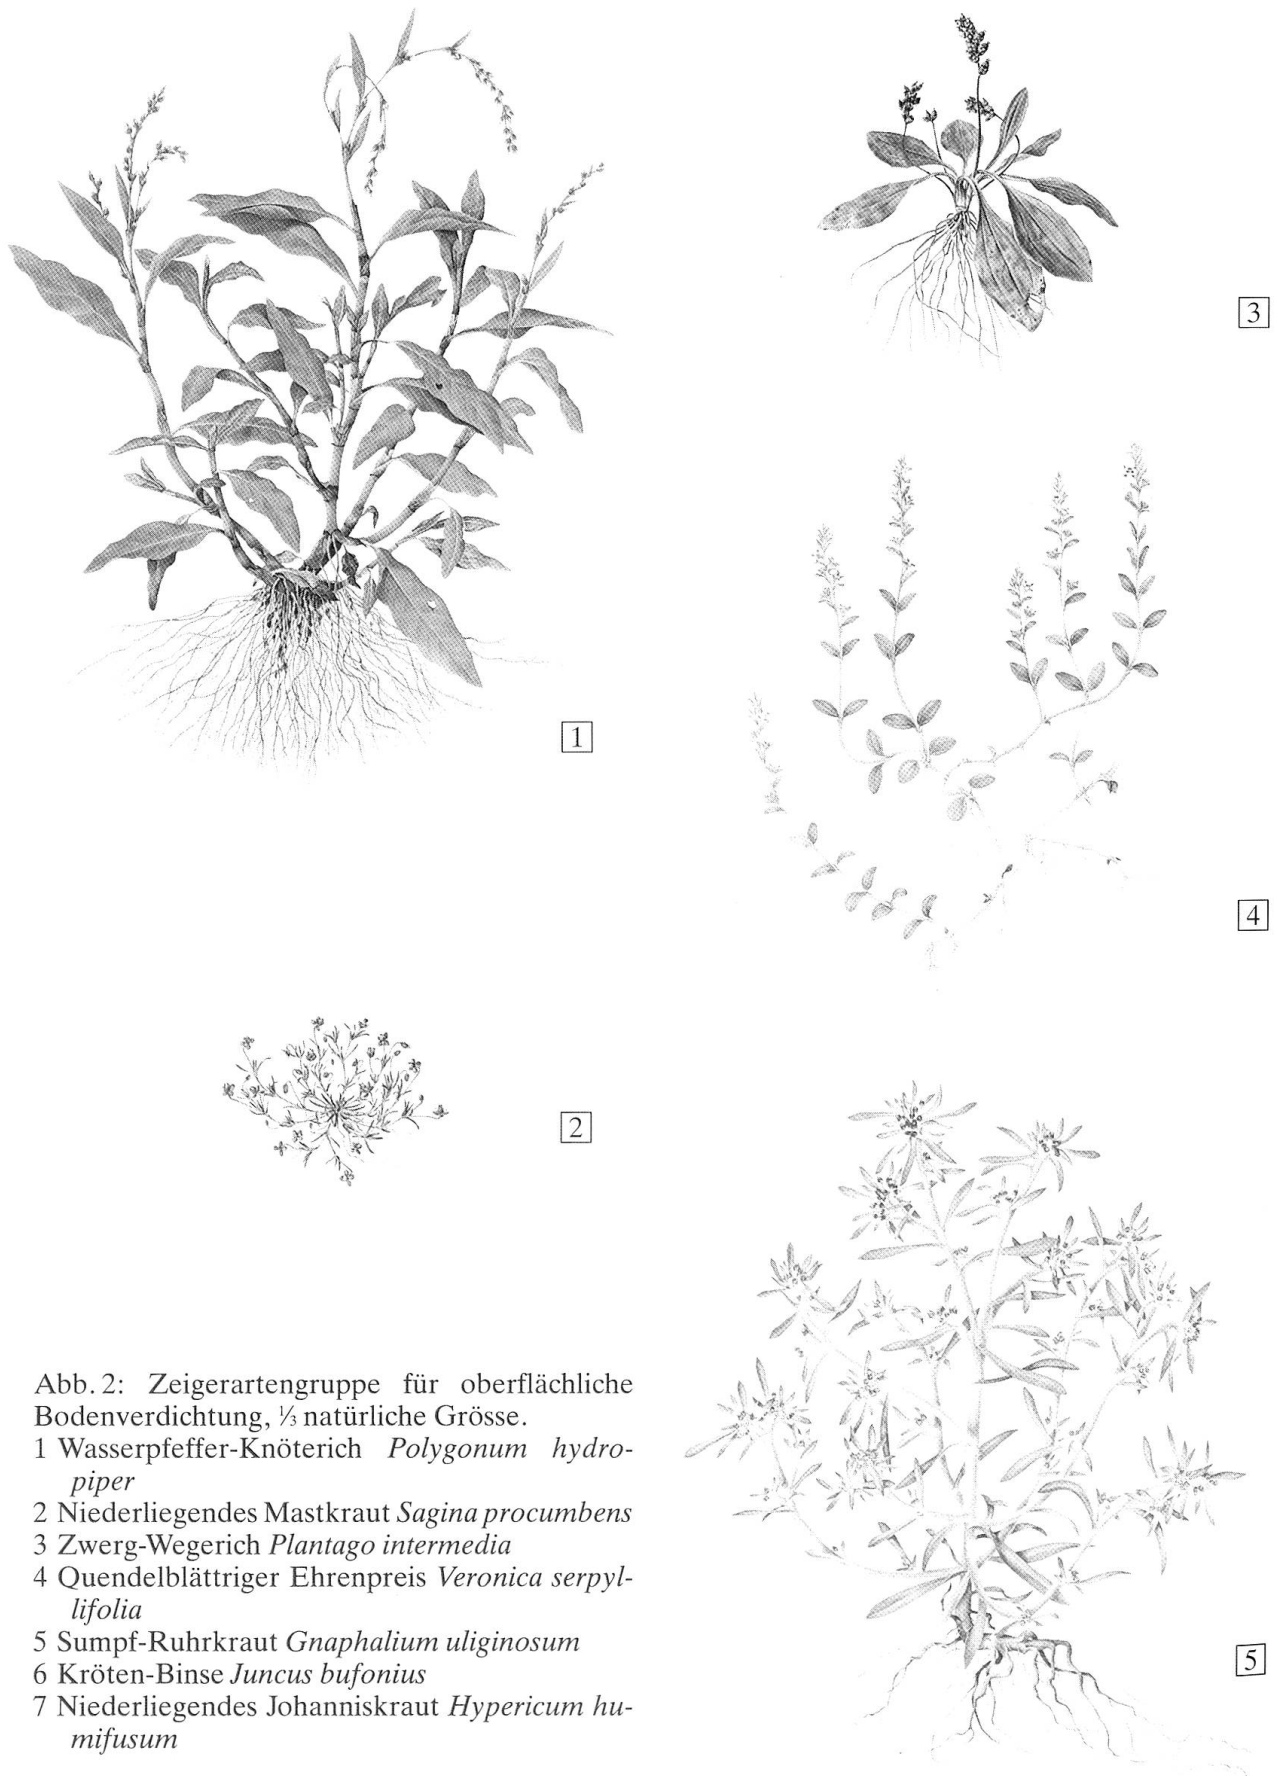 3
1
4
2
Abb. 2: Zeigerartengruppe für oberflächliche
Bodenverdichtung, ⅓ natürliche Grösse.
1 Wasserpfeffer-Knöterich Polygonum hydro-
piper
2 Niederliegendes Mastkraut Sagina procumbens
3 Zwerg-Wegerich Plantago intermedia
4 Quendelblättriger Ehrenpreis Veronica serpyl-
lifolia
5 Sumpf-Ruhrkraut Gnaphalium uliginosum
6 Kröten-Binse Juncus bufonius
7 Niederliegendes Johanniskraut Hypericum hu-
mifusum
5